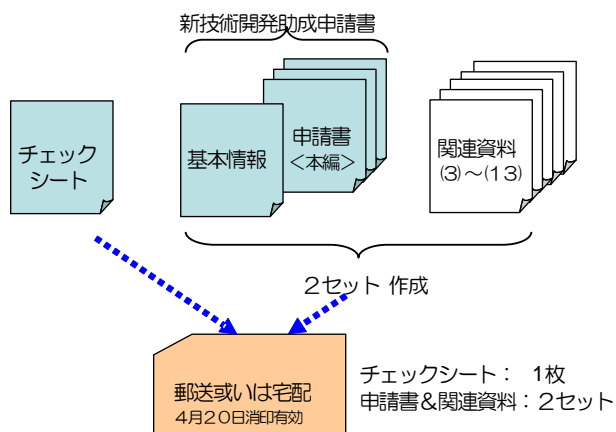 新技術開発助成申請書
チェック
シート
基本情報
申請書
＜本編＞
関連資料
(3)～(13)
２セット 作成
郵送或いは宅配
４月２０日消印有効
チェックシート： 1枚
申請書＆関連資料：２セット